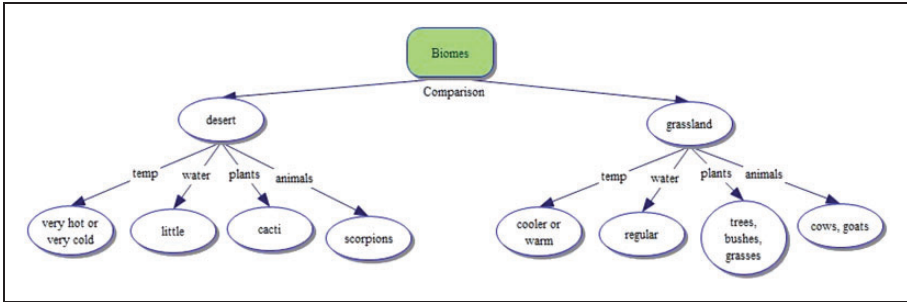 Biomes
Comparison
desert
grassland
temp
water
plants
animals
temp
water
plants
animals
very hot or
very cold
little
cacti
scorpions
cooler or
warm
regular
trees,
bushes,
grasses
cows, goats